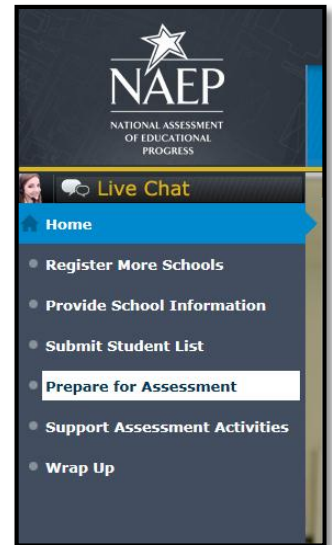 NAEP
NATIONAL ASSESSMENT
OF EDUCATIONAL
PROGRESS
Live Chat
Home
Register More Schools
Provide School Information
Submit Student List
Prepare for Assessment
Support Assessment Activities
Wrap Up